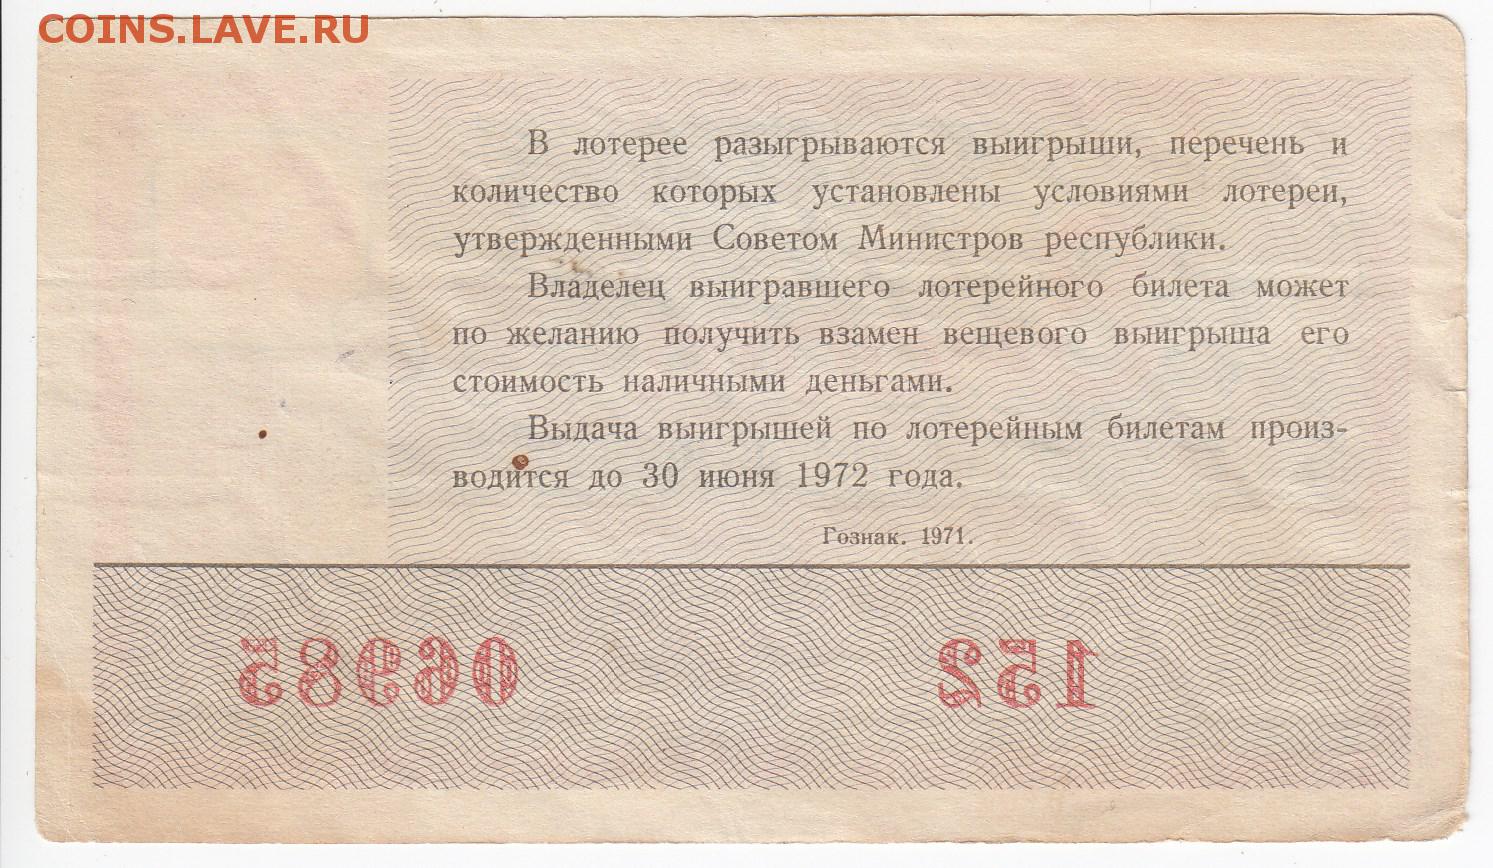 COINS.LAVE.RU
В лотерее разыгрываются выигрыши, перечень и
количество которых установлены условиями лотереи,
утвержденными Советом Министров республики.
Владелец выигравшего лотерейного билета может
по желанию получить взамен вещевого выигрыша его
стоимость наличными деньгами.
Выдача выигрышей по лотерейным билетам произ-
водится до 30 июня 1972 года.
Гознак. 1971.
06985 152